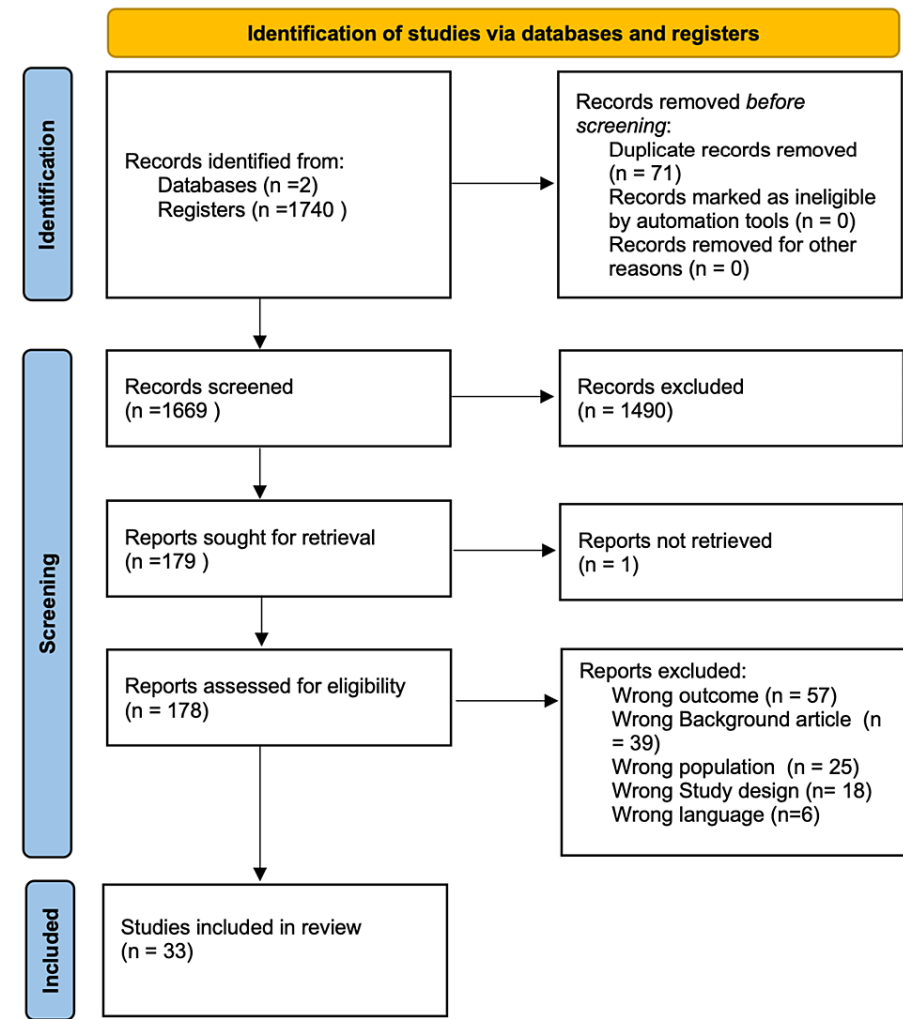 Identification of studies via databases and registers
Identification
Records identified from:
Databases (n =2)
Registers (n =1740 )
Records removed before
screening:
Duplicate records removed
(n = 71)
Records marked as ineligible
by automation tools (n = 0)
Records removed for other
reasons (n = 0)
Screening
Records screened
(n =1669 )
Records excluded
(n = 1490)
Reports sought for retrieval
(n =179 )
Reports not retrieved
(n = 1)
Reports assessed for eligibility
(n = 178)
Reports excluded:
Wrong outcome (n = 57)
Wrong Background article  (n
= 39)
Wrong population  (n = 25)
Wrong Study design (n= 18)
Wrong language (n=6)
Included
Studies included in review
(n = 33)